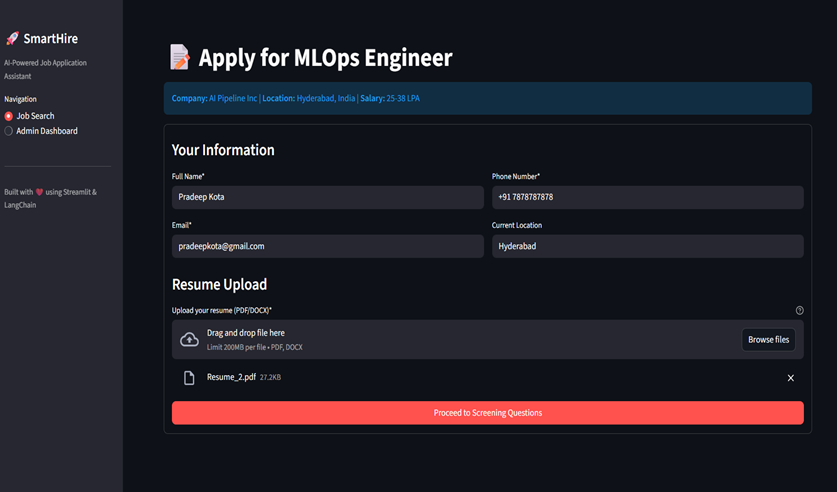 SmartHire
AI-Powered Job Application
Assistant
Navigation
Job Search
Admin Dashboard
Built with ❤️ using Streamlit &
LangChain
Apply for MLOps Engineer
Company: AI Pipeline Inc | Location: Hyderabad, India | Salary: 25-38 LPA
Your Information
Full Name*
Pradeep Kota
Phone Number*
+91 7878787878
Email*
pradeepkota@gmail.com
Current Location
Hyderabad
Resume Upload
Upload your resume (PDF/DOCX)*
Drag and drop file here
Limit 200MB per file • PDF, DOCX
Browse files
Resume_2.pdf 27.2KB
Proceed to Screening Questions